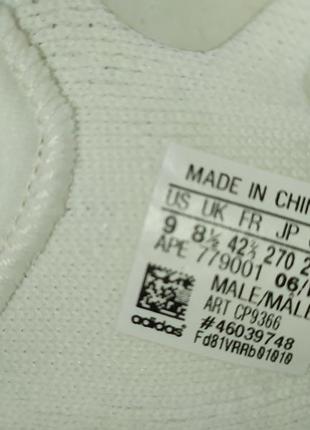 MADE IN CHIN
US UK FR JP
9 8½ 42⅔ 270 2
APE 779001 06/
MALE/MALE
ART CP9366
#46039748
Fd81VRRb01010
adidas